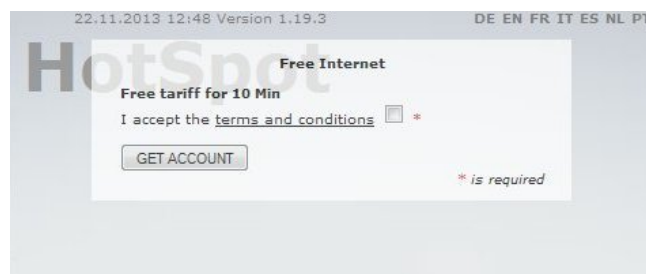 22.11.2013 12:48 Version 1.19.3 DE EN FR IT ES NL PT
HotSpot
Free Internet
Free tariff for 10 Min
I accept the terms and conditions *
GET ACCOUNT
* is required